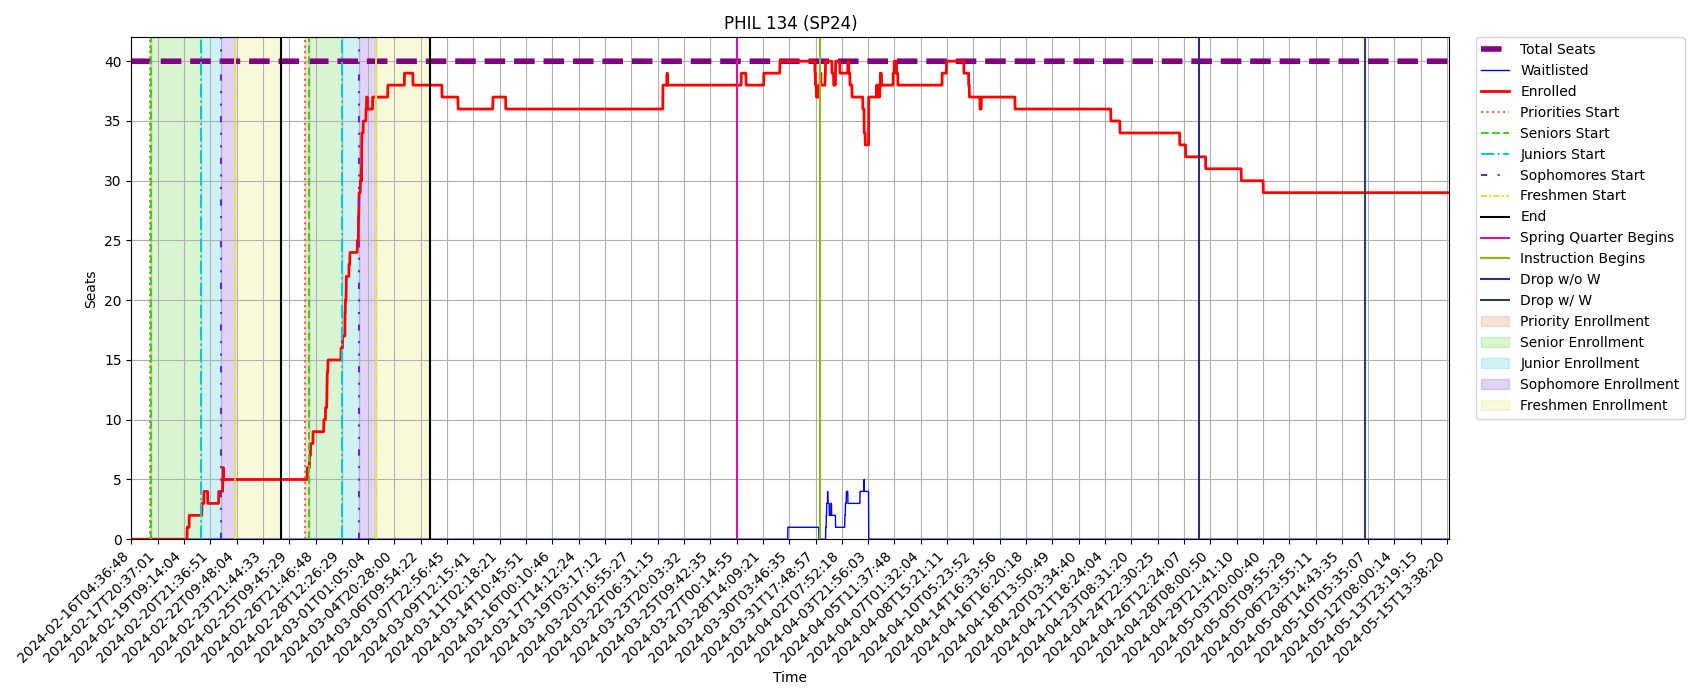 PHIL 134 (SP24)
Seats
40
35
30
25
20
15
10
5
0
2024-02-16T04:36:48
2024-02-17T20:37:01
2024-02-19T09:14:04
2024-02-20T21:36:51
2024-02-22T09:48:04
2024-02-23T21:44:33
2024-02-25T09:45:29
2024-02-26T21:46:48
2024-02-28T12:26:29
2024-03-01T01:05:04
2024-03-04T20:28:00
2024-03-06T09:54:22
2024-03-07T22:56:45
2024-03-09T12:15:41
2024-03-11T02:18:21
2024-03-14T10:45:51
2024-03-16T00:10:46
2024-03-17T14:12:24
2024-03-19T03:17:12
2024-03-20T16:55:27
2024-03-22T06:31:15
2024-03-23T20:03:32
2024-03-25T09:42:35
2024-03-27T00:14:55
2024-03-28T14:09:21
2024-03-30T03:46:35
2024-03-31T17:48:57
2024-04-02T07:52:18
2024-04-03T21:56:03
2024-04-05T11:37:48
2024-04-07T01:32:04
2024-04-08T15:21:11
2024-04-10T05:23:52
2024-04-14T16:33:56
2024-04-16T16:20:18
2024-04-18T13:50:49
2024-04-20T03:34:40
2024-04-21T18:24:04
2024-04-23T08:31:20
2024-04-24T22:30:25
2024-04-26T12:24:07
2024-04-28T08:00:50
2024-04-29T21:41:10
2024-05-03T20:00:40
2024-05-05T09:55:29
2024-05-06T23:55:11
2024-05-08T14:43:35
2024-05-10T05:35:07
2024-05-12T08:00:14
2024-05-13T23:19:15
2024-05-15T13:38:20
Time
Total Seats
Waitlisted
Enrolled
Priorities Start
Seniors Start
Juniors Start
Sophomores Start
Freshmen Start
End
Spring Quarter Begins
Instruction Begins
Drop w/o W
Drop w/ W
Priority Enrollment
Senior Enrollment
Junior Enrollment
Sophomore Enrollment
Freshmen Enrollment